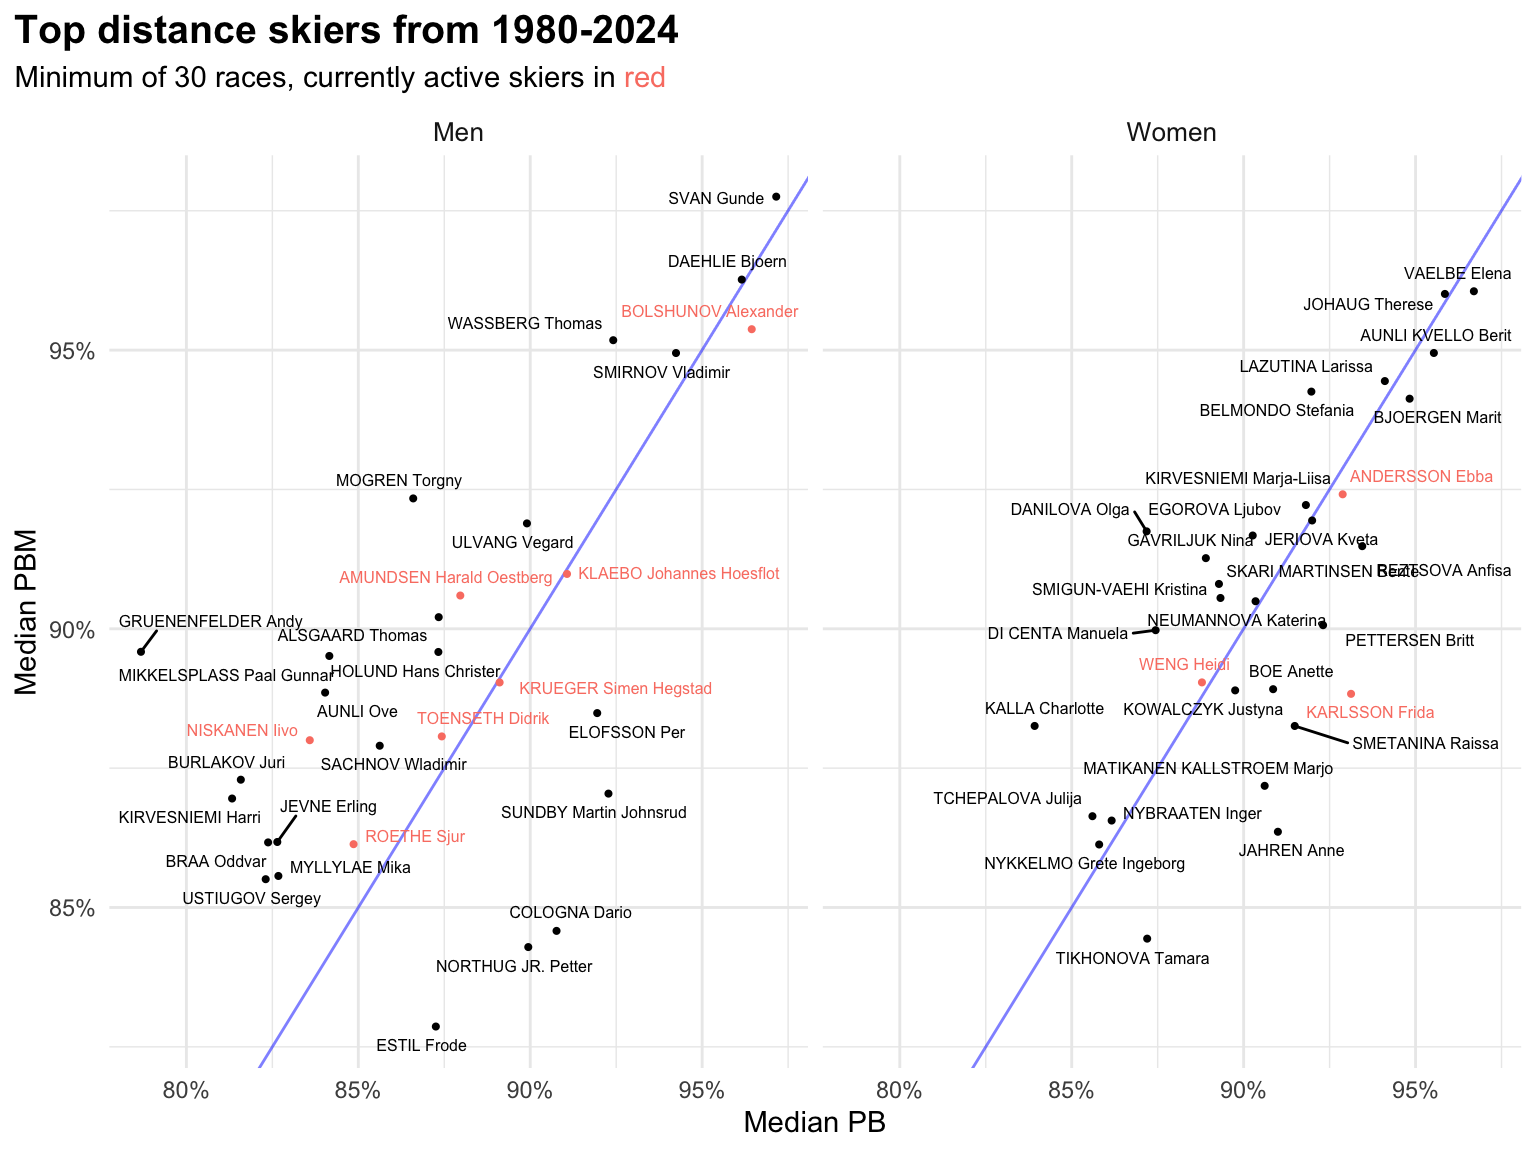 Top distance skiers from 1980-2024
Minimum of 30 races, currently active skiers in red
Men
Women
Median PBM
95%
90%
85%
SVAN Gunde
DAEHLIE Bjoern
BOLSHUNOV Alexander
WASSBERG Thomas
SMIRNOV Vladimir
MOGREN Torgny
ULVANG Vegard
AMUNDSEN Harald Oestberg
KLAEBO Johannes Hoesflot
GRUENENFELDER Andy
ALSGAARD Thomas
MIKKELSPLASS Paal Gunnar
HOLUND Hans Christer
KRUEGER Simen Hegstad
AUNLI Ove
TOENSETH Didrik
NISKANEN Iivo
ELOFSSON Per
BURLAKOV Juri
SACHNOV Wladimir
JEVNE Erling
KIRVESNIEMI Harri
SUNDBY Martin Johnsrud
ROETHE Sjur
BRAA Oddvar
MYLLYLAE Mika
USTIUGOV Sergey
COLOGNA Dario
NORTHUG JR. Petter
ESTIL Frode
VAELBE Elena
JOHAUG Therese
AUNLI KVELLO Berit
LAZUTINA Larissa
BELMONDO Stefania
BJOERGEN Marit
KIRVESNIEMI Marja-Liisa
ANDERSSON Ebba
DANILOVA Olga
EGOROVA Ljubov
GAVRILJUK Nina
JERIOVA Kveta
SKARI MARTINSEN Bente
REZTSOVA Anfisa
SMIGUN-VAEHI Kristina
NEUMANNOVA Katerina
DI CENTA Manuela
PETTERSEN Britt
WENG Heidi
BOE Anette
KALLA Charlotte
KOWALCZYK Justyna
KARLSSON Frida
SMETANINA Raissa
MATIKANEN KALLSTROEM Marjo
TCHEPALOVA Julija
NYBRAATEN Inger
JAHREN Anne
NYKKELMO Grete Ingeborg
TIKHONOVA Tamara
80%
85%
90%
95%
80%
85%
90%
95%
Median PB